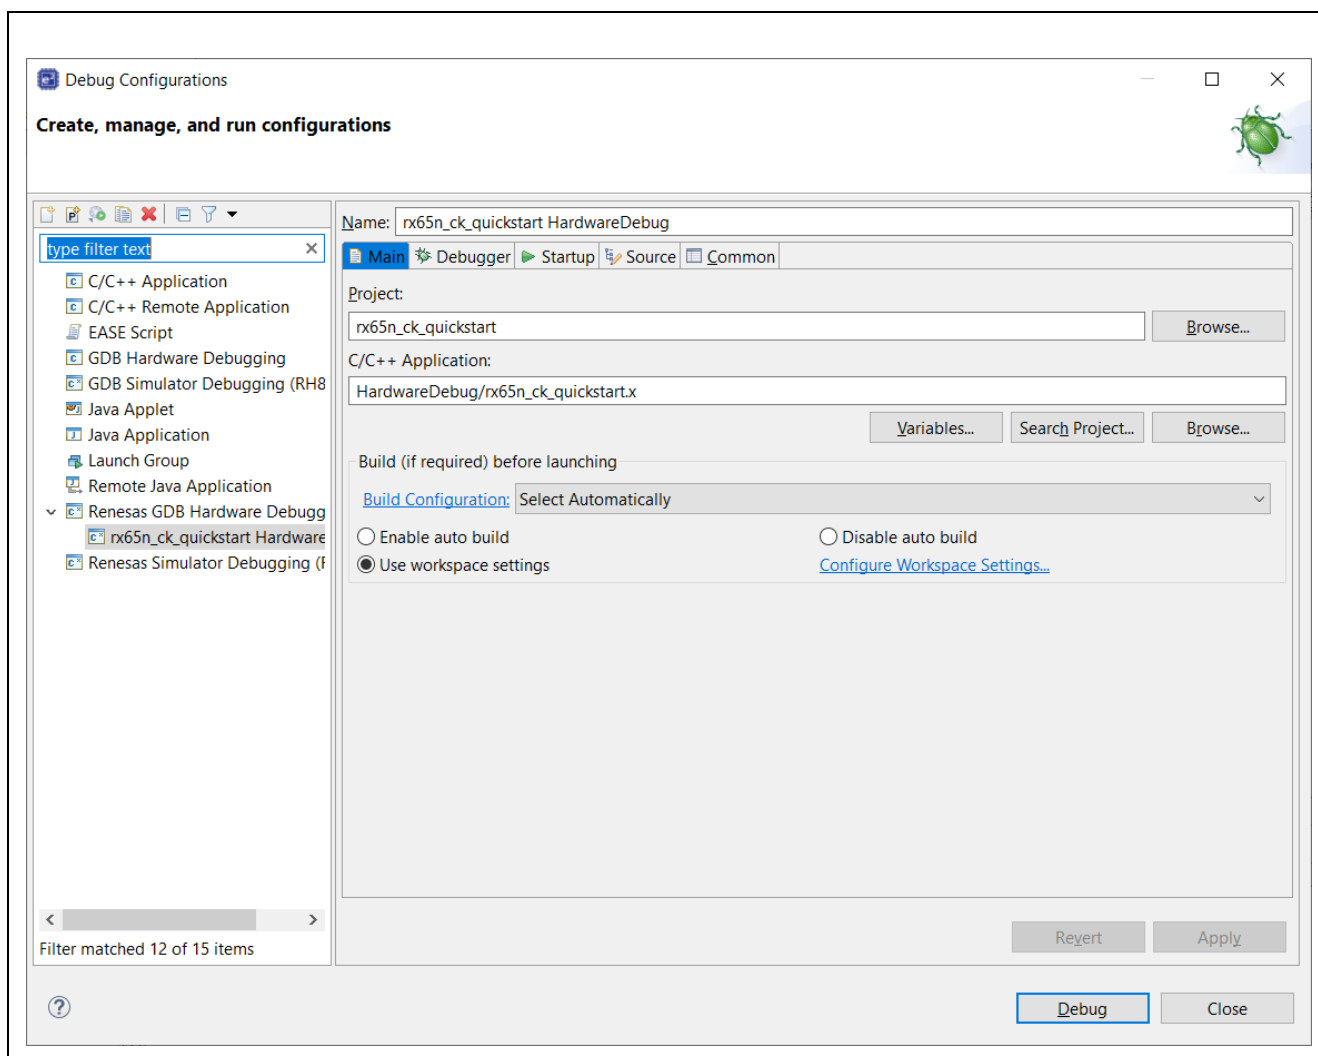 Debug Configurations
Create, manage, and run configurations
type filter text
C/C++ Application
C/C++ Remote Application
EASE Script
GDB Hardware Debugging
GDB Simulator Debugging (RH8
Java Applet
Java Application
Launch Group
Remote Java Application
Renesas GDB Hardware Debugg
rx65n_ck_quickstart Hardware
Renesas Simulator Debugging (
Filter matched 12 of 15 items
Name: rx65n_ck_quickstart HardwareDebug
Main Debugger Startup Source Common
Project:
rx65n_ck_quickstart Browse...
C/C++ Application:
HardwareDebug/rx65n_ck_quickstart.x
Variables... Search Project... Browse...
Build (if required) before launching
Build Configuration: Select Automatically
Enable auto build Disable auto build
Use workspace settings Configure Workspace Settings...
Revert Apply
Debug Close